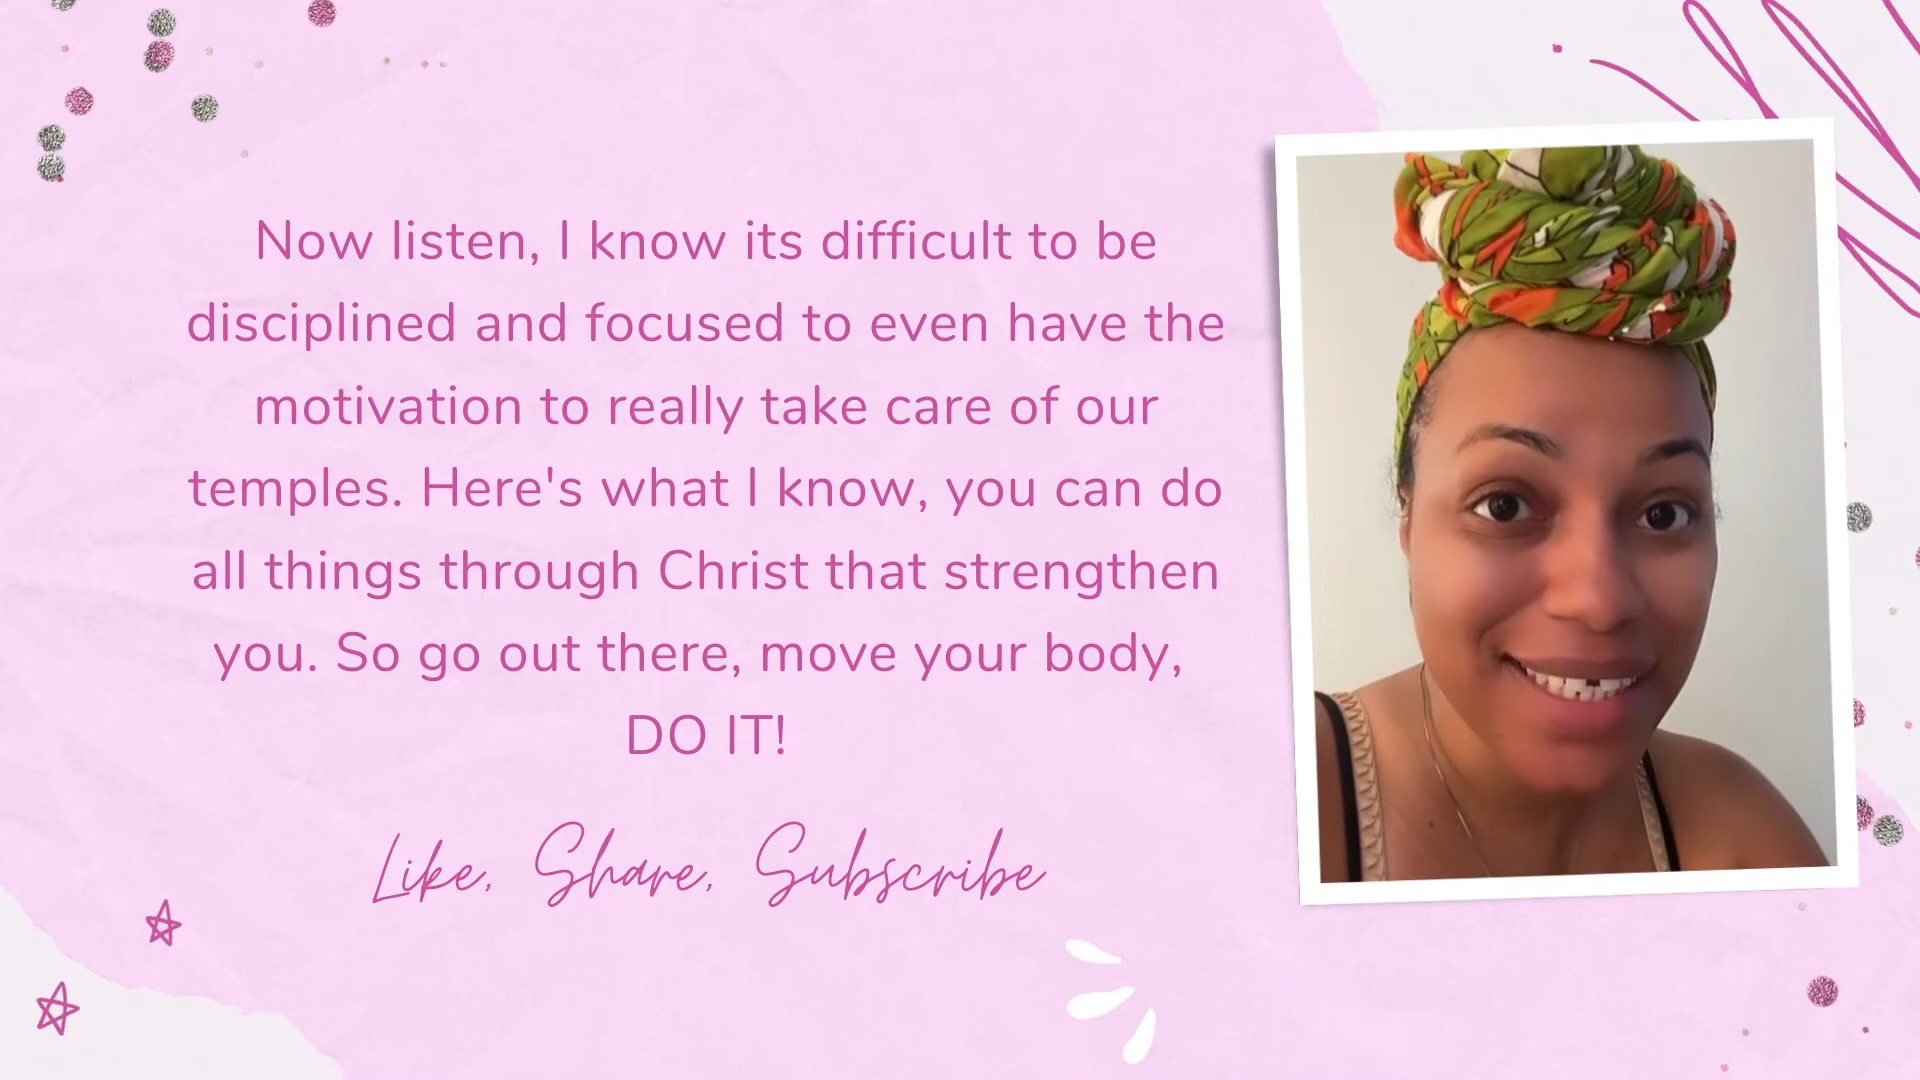 Now listen, I know its difficult to be
disciplined and focused to even have the
motivation to really take care of our
temples. Here's what I know, you can do
all things through Christ that strengthen
you. So go out there, move your body,
DO IT!
Like, Share, Subscribe